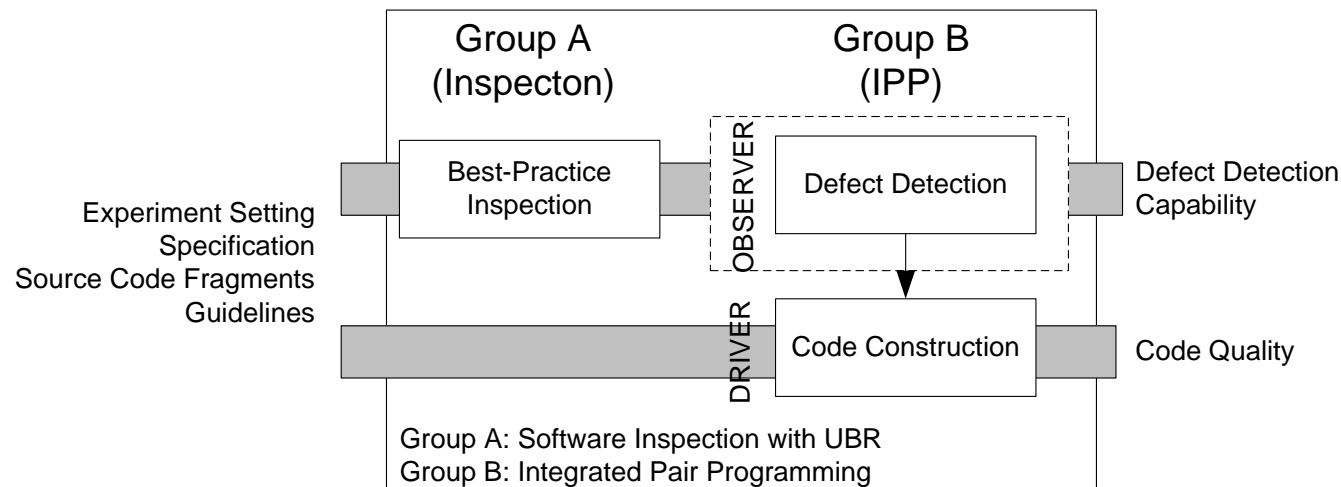 Group A
(Inspecton)
Group B
(IPP)
Experiment Setting
Specification
Source Code Fragments
Guidelines
Best-Practice
Inspection
OBSERVER
Defect Detection
Defect Detection
Capability
DRIVER
Code Construction
Code Quality
Group A: Software Inspection with UBR
Group B: Integrated Pair Programming